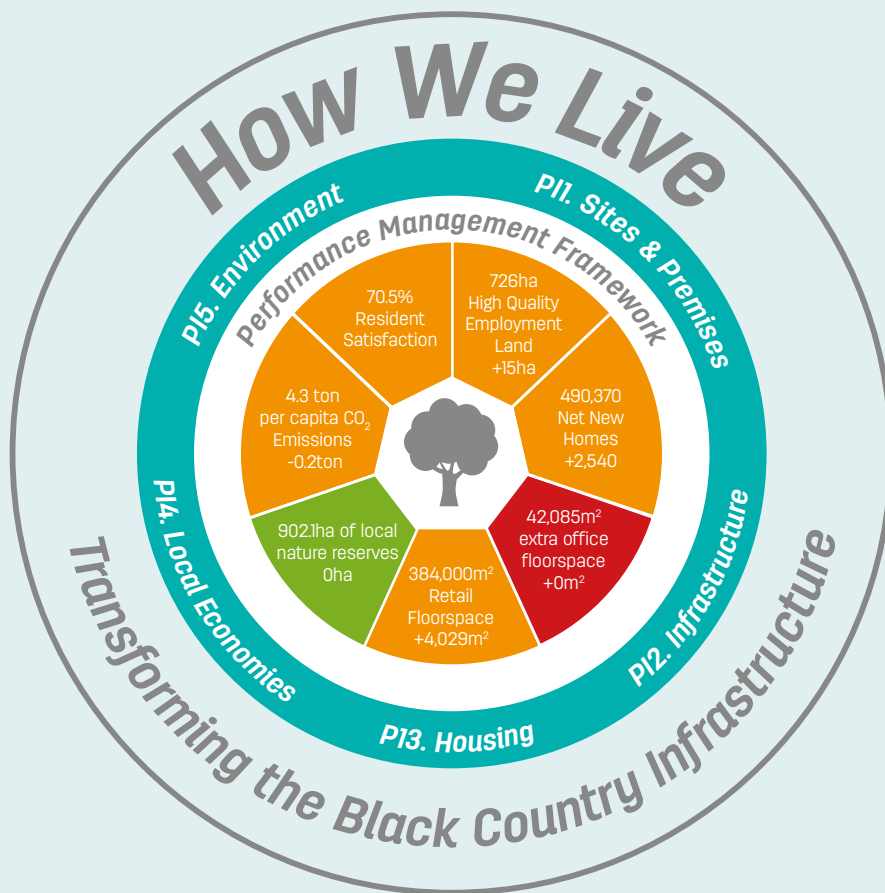 How We Live
Transforming the Black Country Infrastructure
PI1. Sites & Premises
PI2. Infrastructure
P13. Housing
PI4. Local Economies
PI5. Environment
Performance Management Framework
726ha
High Quality
Employment
Land
+15ha
490,370
Net New
Homes
+2,540
42,085m²
extra office
floorspace
+0m²
384,000m²
Retail
Floorspace
+4,029m²
902.1ha of local
nature reserves
0ha
4.3 ton
per capita CO₂
Emissions
-0.2ton
70.5%
Resident
Satisfaction